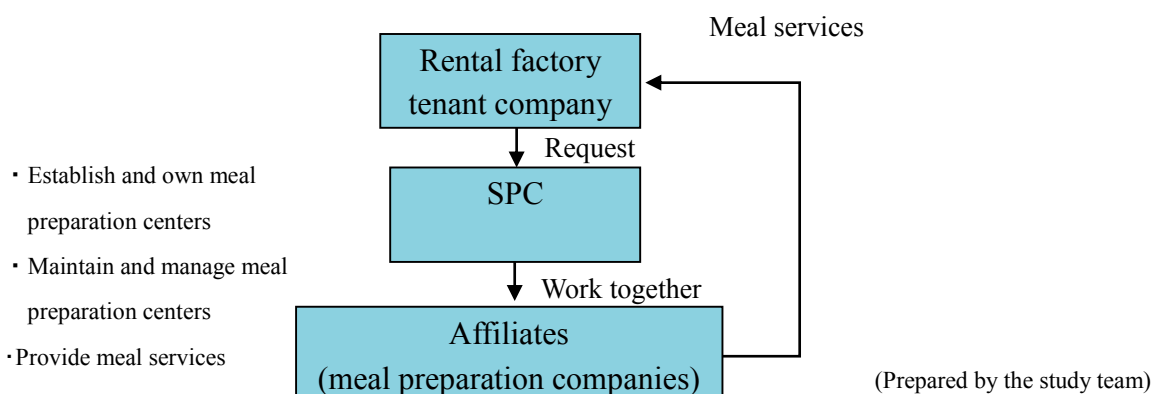 Meal services
Rental factory
tenant company
Request
・Establish and own meal
preparation centers
SPC
・Maintain and manage meal
preparation centers
Work together
・Provide meal services
Affiliates
(meal preparation companies)
(Prepared by the study team)